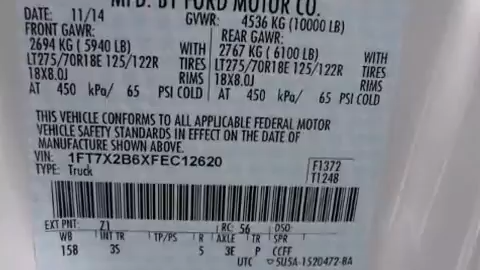 MFD. BY FORD MOTOR CO.
DATE: 11/14 GVWR: 4536 KG (10000 LB)
FRONT GAWR: REAR GAWR:
2694 KG ( 5940 LB) WITH 2767 KG ( 6100 LB) WITH
LT275/70R18E 125/122R TIRES LT275/70R18E 125/122R TIRES
18X8.0J RIMS 18X8.0J RIMS
AT 450 kPa/ 65 PSI COLD AT 450 kPa/ 65 PSI COLD
THIS VEHICLE CONFORMS TO ALL APPLICABLE FEDERAL MOTOR
VEHICLE SAFETY STANDARDS IN EFFECT ON THE DATE OF
MANUFACTURE SHOWN ABOVE.
VIN: 1FT7X2B6XFEC12620 F1372
TYPE: Truck T1248
EXT PNT: Z1 RC: 56 DSO:
WB INT TR TP/PS R AXLE TR SPR
158 3S 5 3E P CCFF
UTC 5U5A-1520472-BA